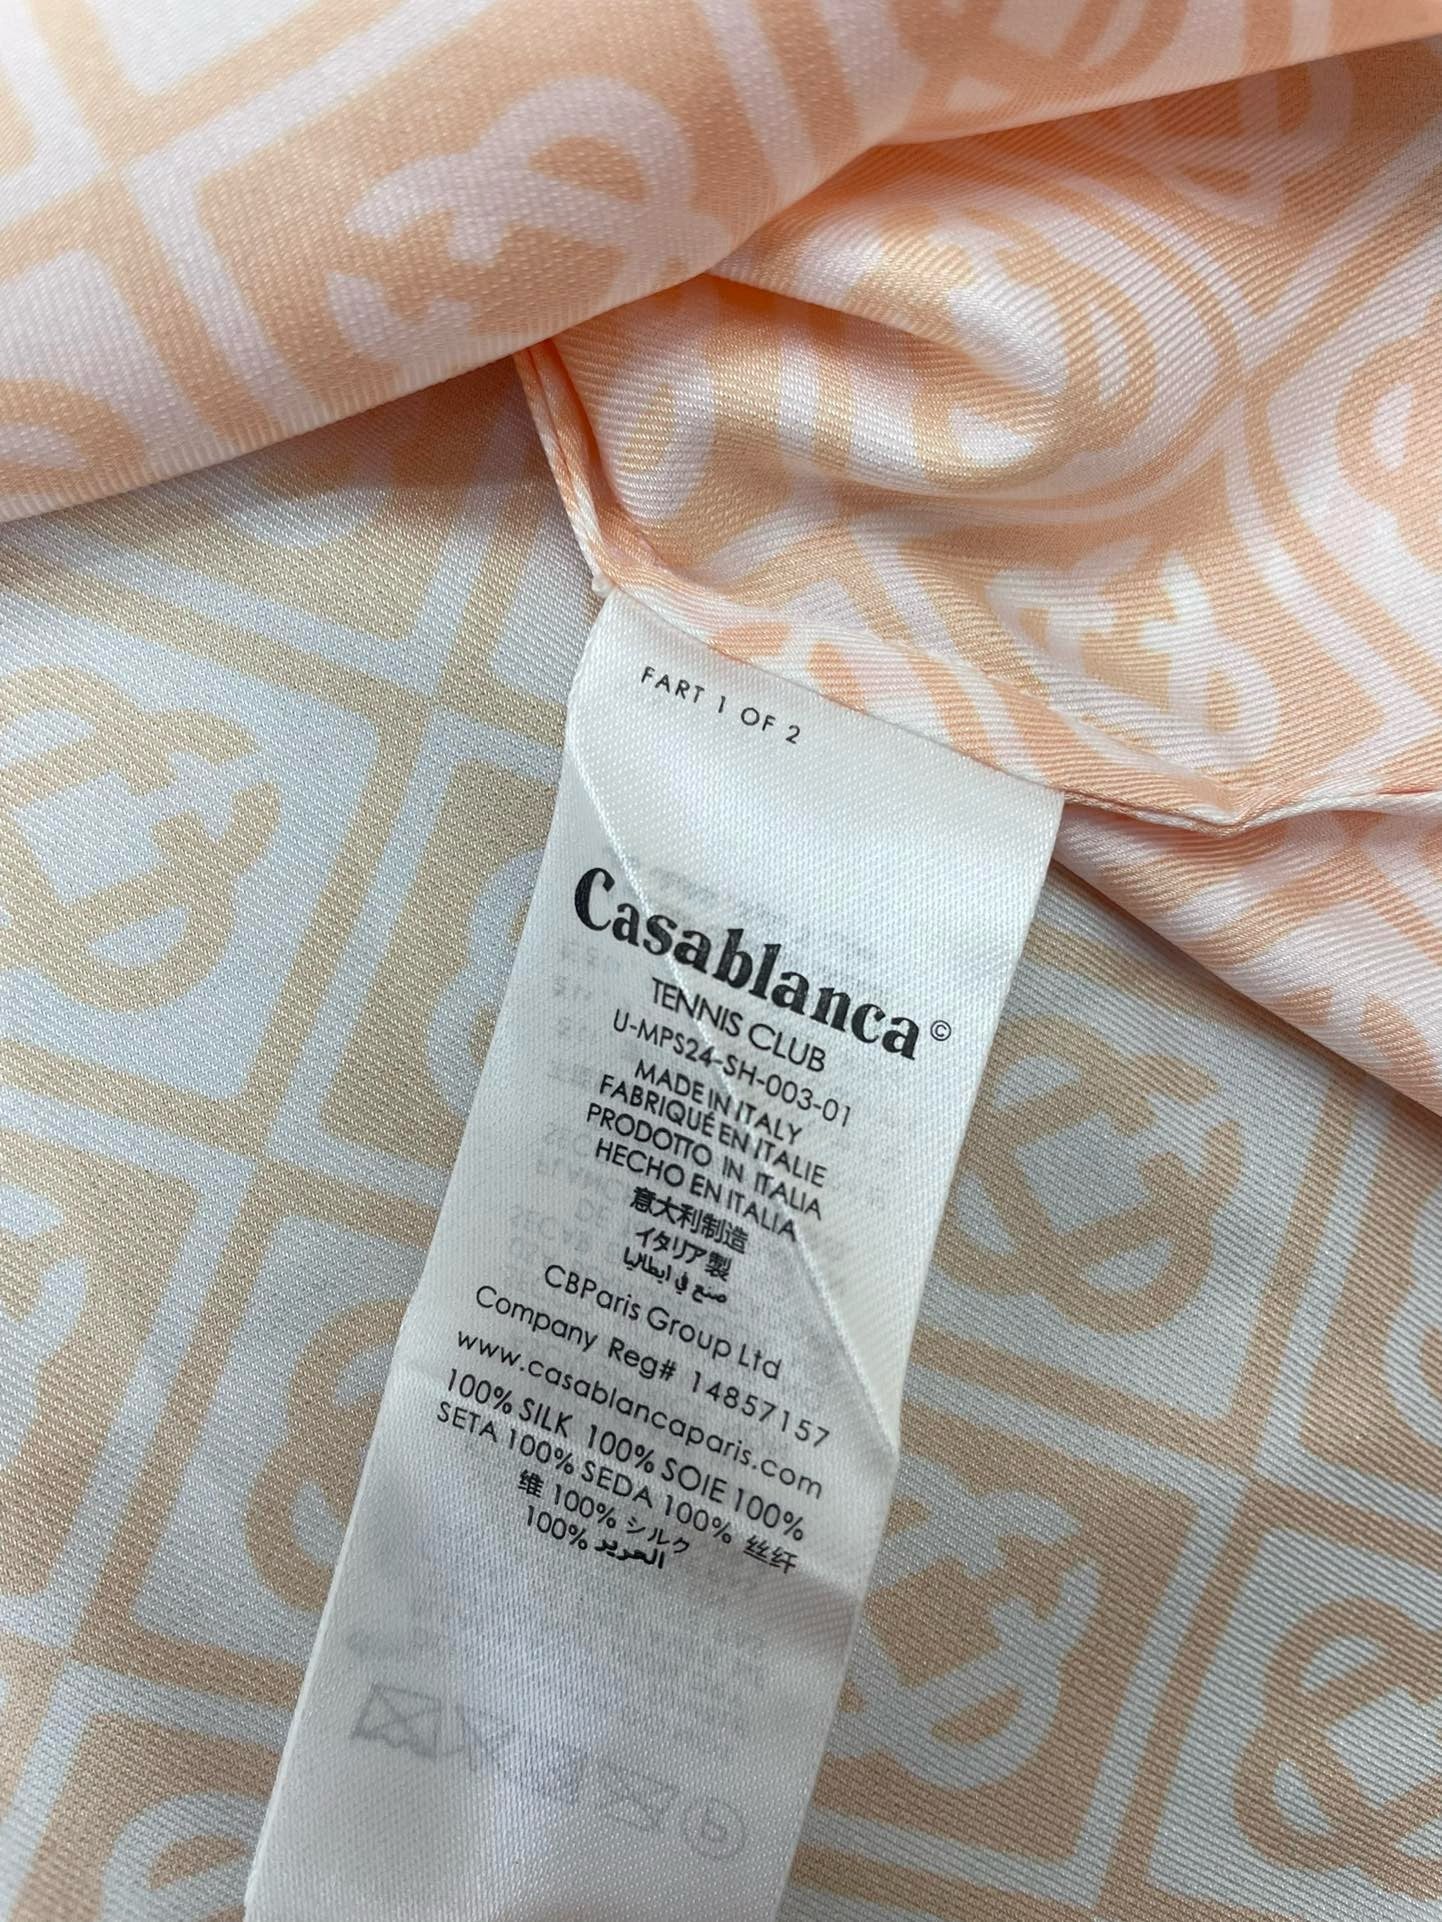 FART 1 OF 2
Casablanca©
TENNIS CLUB
U-MPS24-SH-003-01
MADE IN ITALY
FABRIQUÉ EN ITALIE
PRODOTTO IN ITALIA
HECHO EN ITALIA
意大利制造
イタリア製
صنع في ايطاليا
CBParis Group Ltd
Company Reg# 14857157
www.casablancaparis.com
100% SILK 100% SOIE 100%
SETA 100% SEDA 100% 丝纤
维 100% シルク
100% الحرير